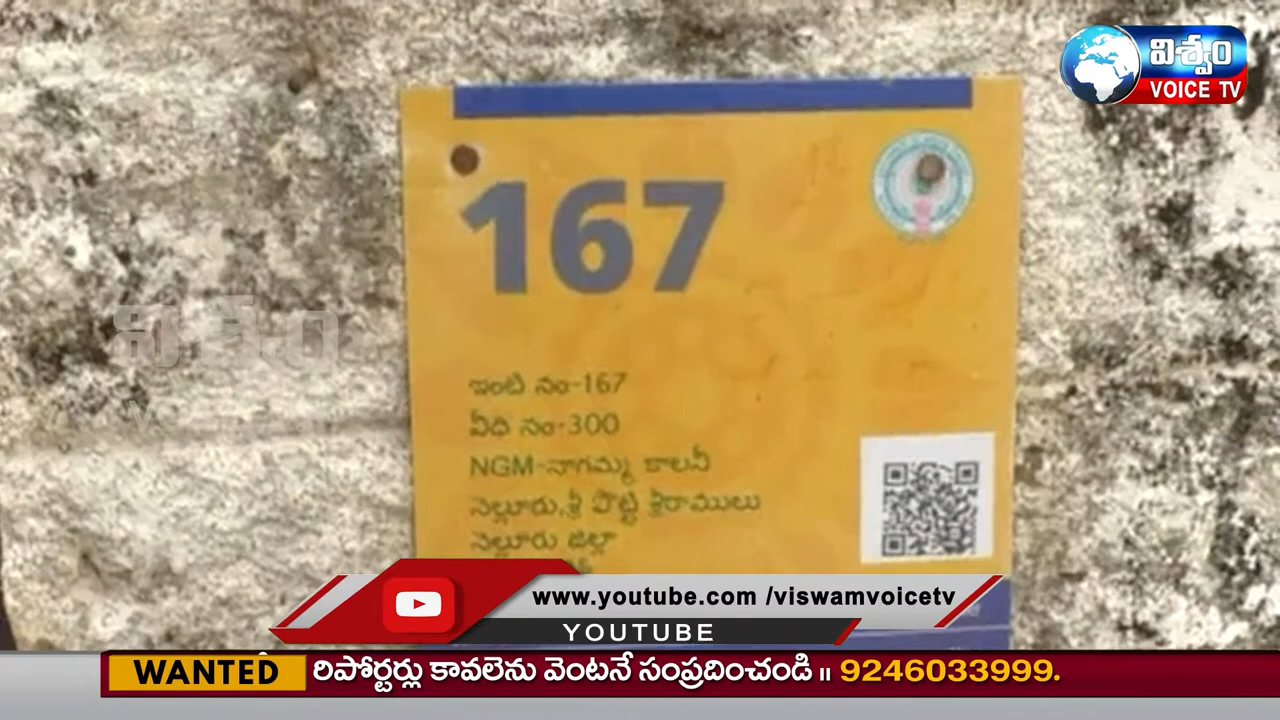 విశ్వం
VOICE TV
167
ఇంటి నం-167
వీధి నం-300
NGM-నాగమ్మ కాలనీ
నెల్లూరు,శ్రీ పొట్టి శ్రీరాములు
నెల్లూరు జిల్లా
www.youtube.com /viswamvoicetv
YOUTUBE
WANTED రిపోర్టర్లు కావలెను వెంటనే సంప్రదించండి ॥ 9246033999.